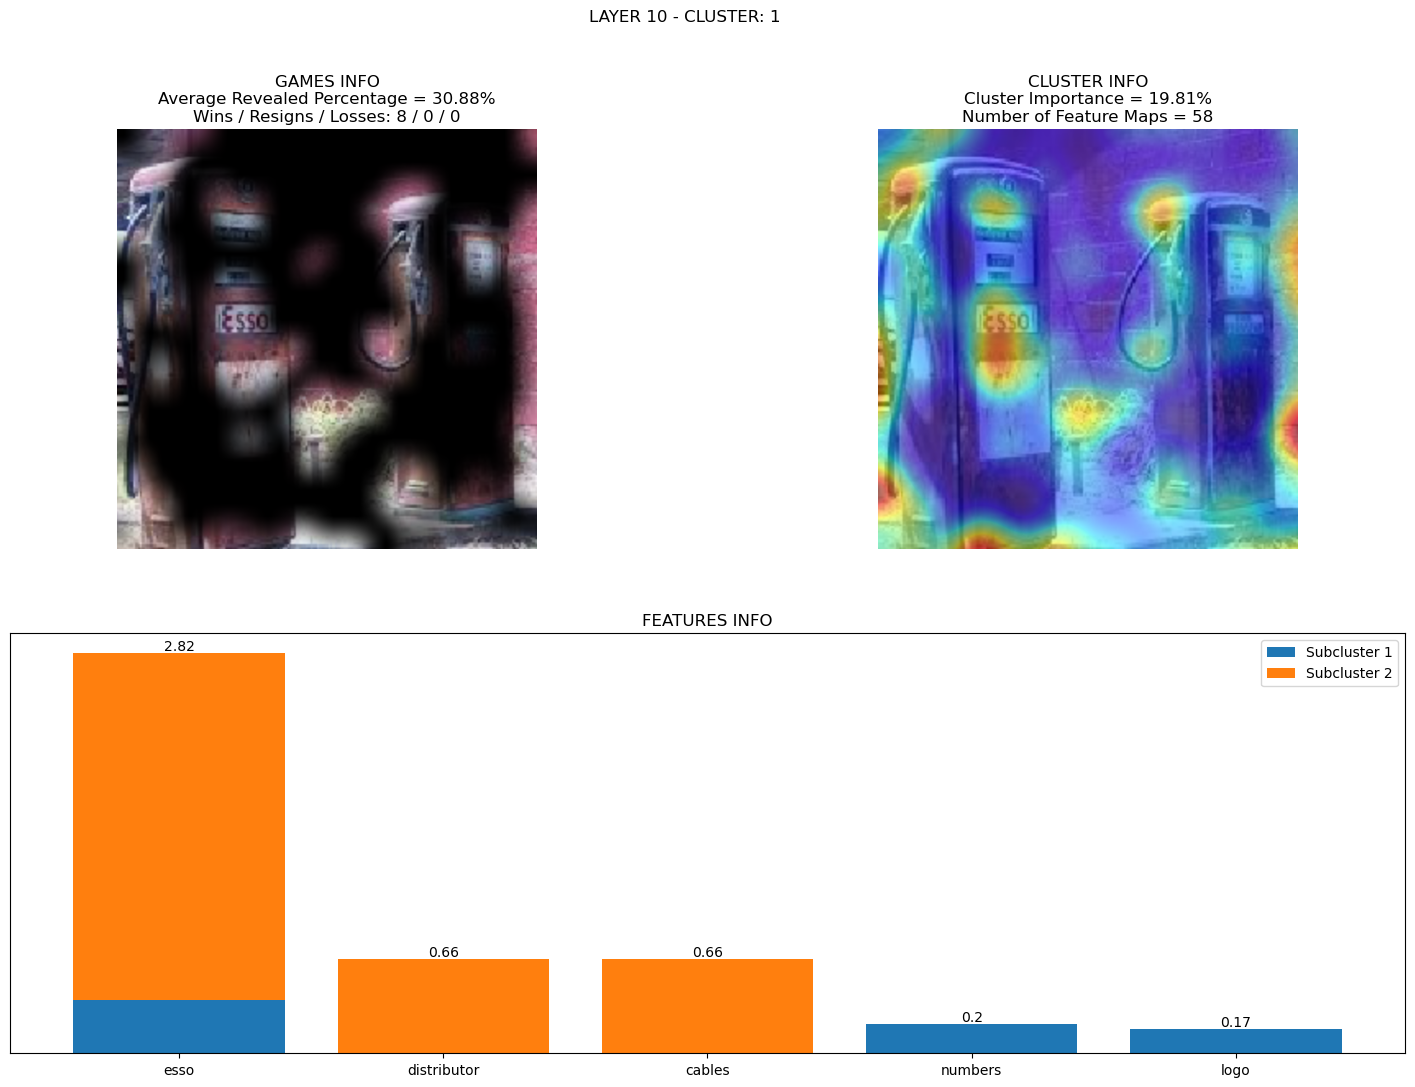 LAYER 10 - CLUSTER: 1
GAMES INFO
Average Revealed Percentage = 30.88%
Wins / Resigns / Losses: 8 / 0 / 0
CLUSTER INFO
Cluster Importance = 19.81%
Number of Feature Maps = 58
ESSO
ESSO
FEATURES INFO
Subcluster 1
Subcluster 2
2.82
0.66
0.66
0.2
0.17
esso
distributor
cables
numbers
logo